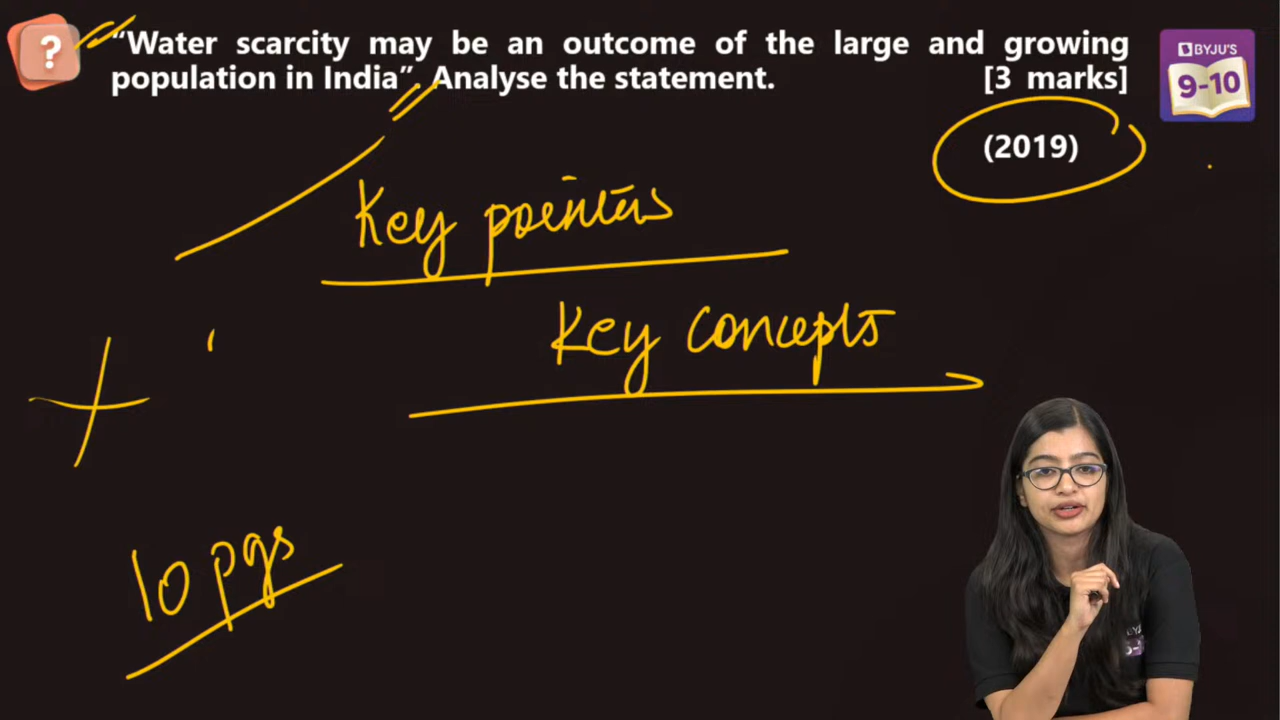 ?
“Water scarcity may be an outcome of the large and growing
population in India”. Analyse the statement. [3 marks]
(2019)
BYJU'S
9-10
Key pointers
Key concepts
10 pgs